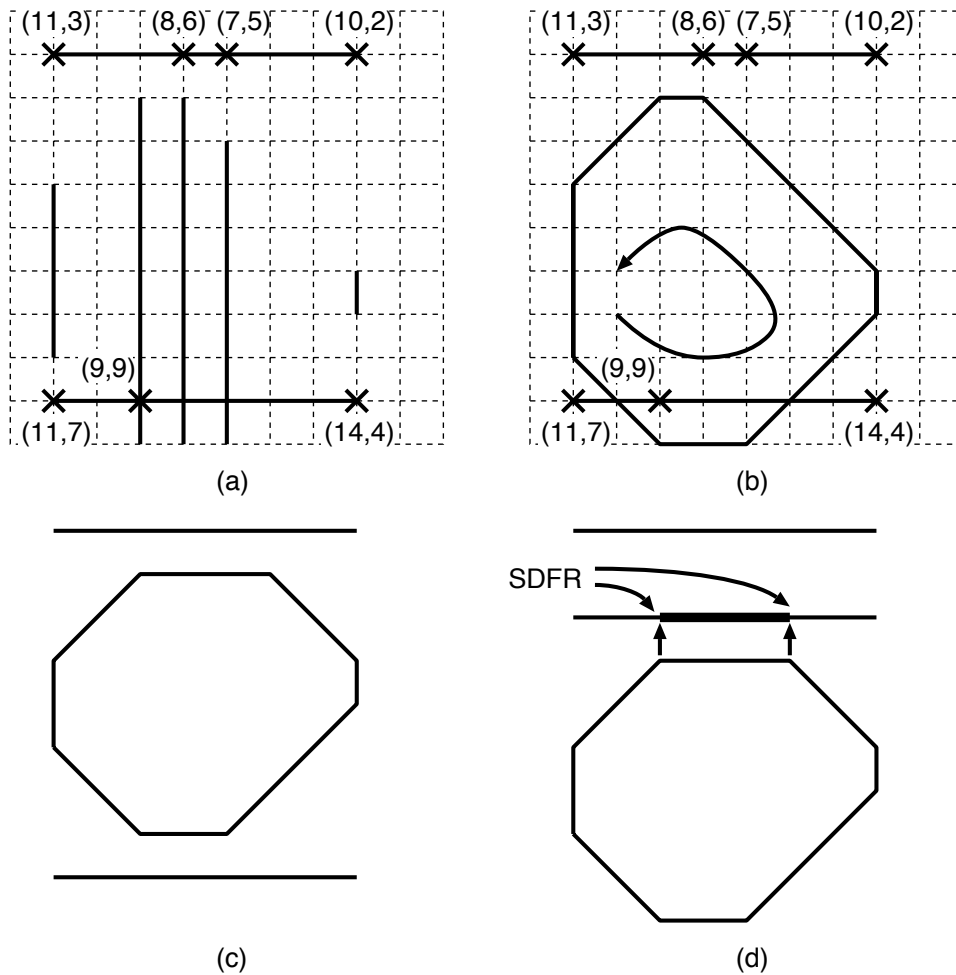 (11,3) (8,6) (7,5) (10,2) (11,3) (8,6) (7,5) (10,2)
(9,9) (9,9)
(11,7) (14,4) (11,7) (14,4)
(a) (b)
SDFR
(c) (d)